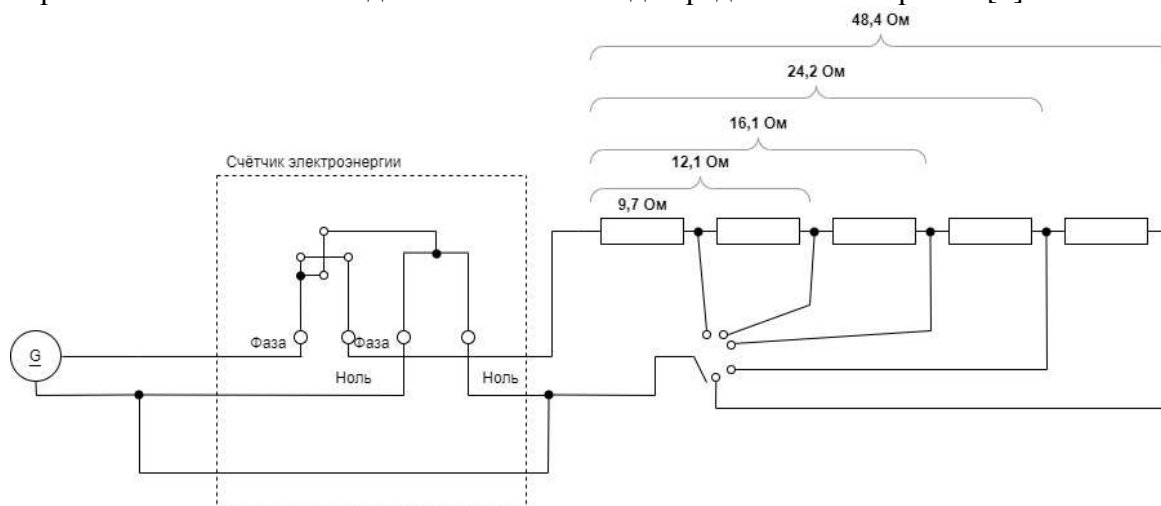 48,4 Ом
24,2 Ом
16,1 Ом
Счётчик электроэнергии
12,1 Ом
9,7 Ом
Фаза
Фаза
G
Ноль
Ноль